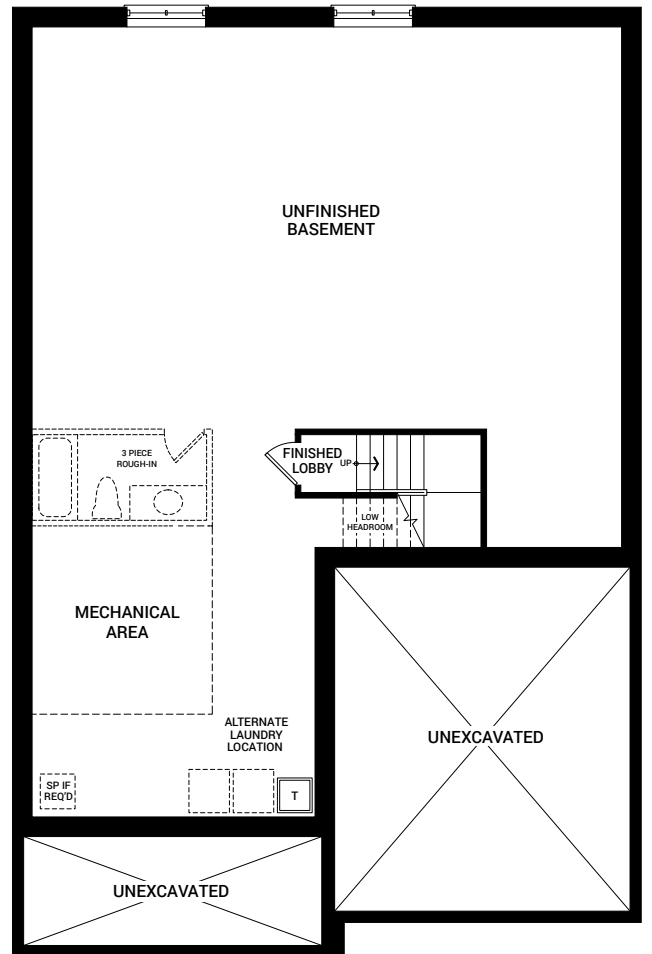 UNFINISHED
BASEMENT
3 PIECE
ROUGH-IN
FINISHED
LOBBY
UP
LOW
HEADROOM
MECHANICAL
AREA
ALTERNATE
LAUNDRY
LOCATION
UNEXCAVATED
SP IF
REQ'D
T
UNEXCAVATED